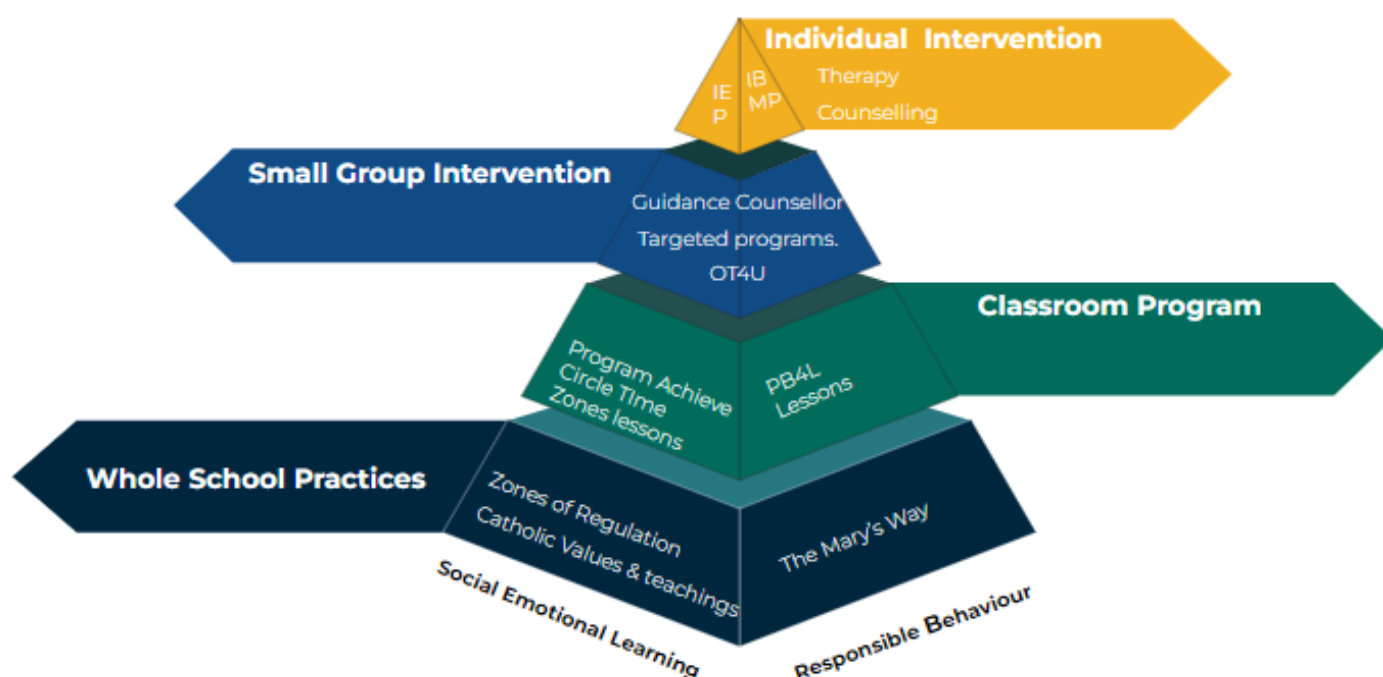 Individual Intervention
Therapy
Counselling
IE
P
IB
MP
Small Group Intervention
Guidance Counsellor
Targeted programs.
OT4U
Classroom Program
Program Achieve
Circle Time
Zones lessons
PB4L
Lessons
Whole School Practices
Zones of Regulation
Catholic Values & teachings
The Mary's Way
Social Emotional Learning
Responsible Behaviour